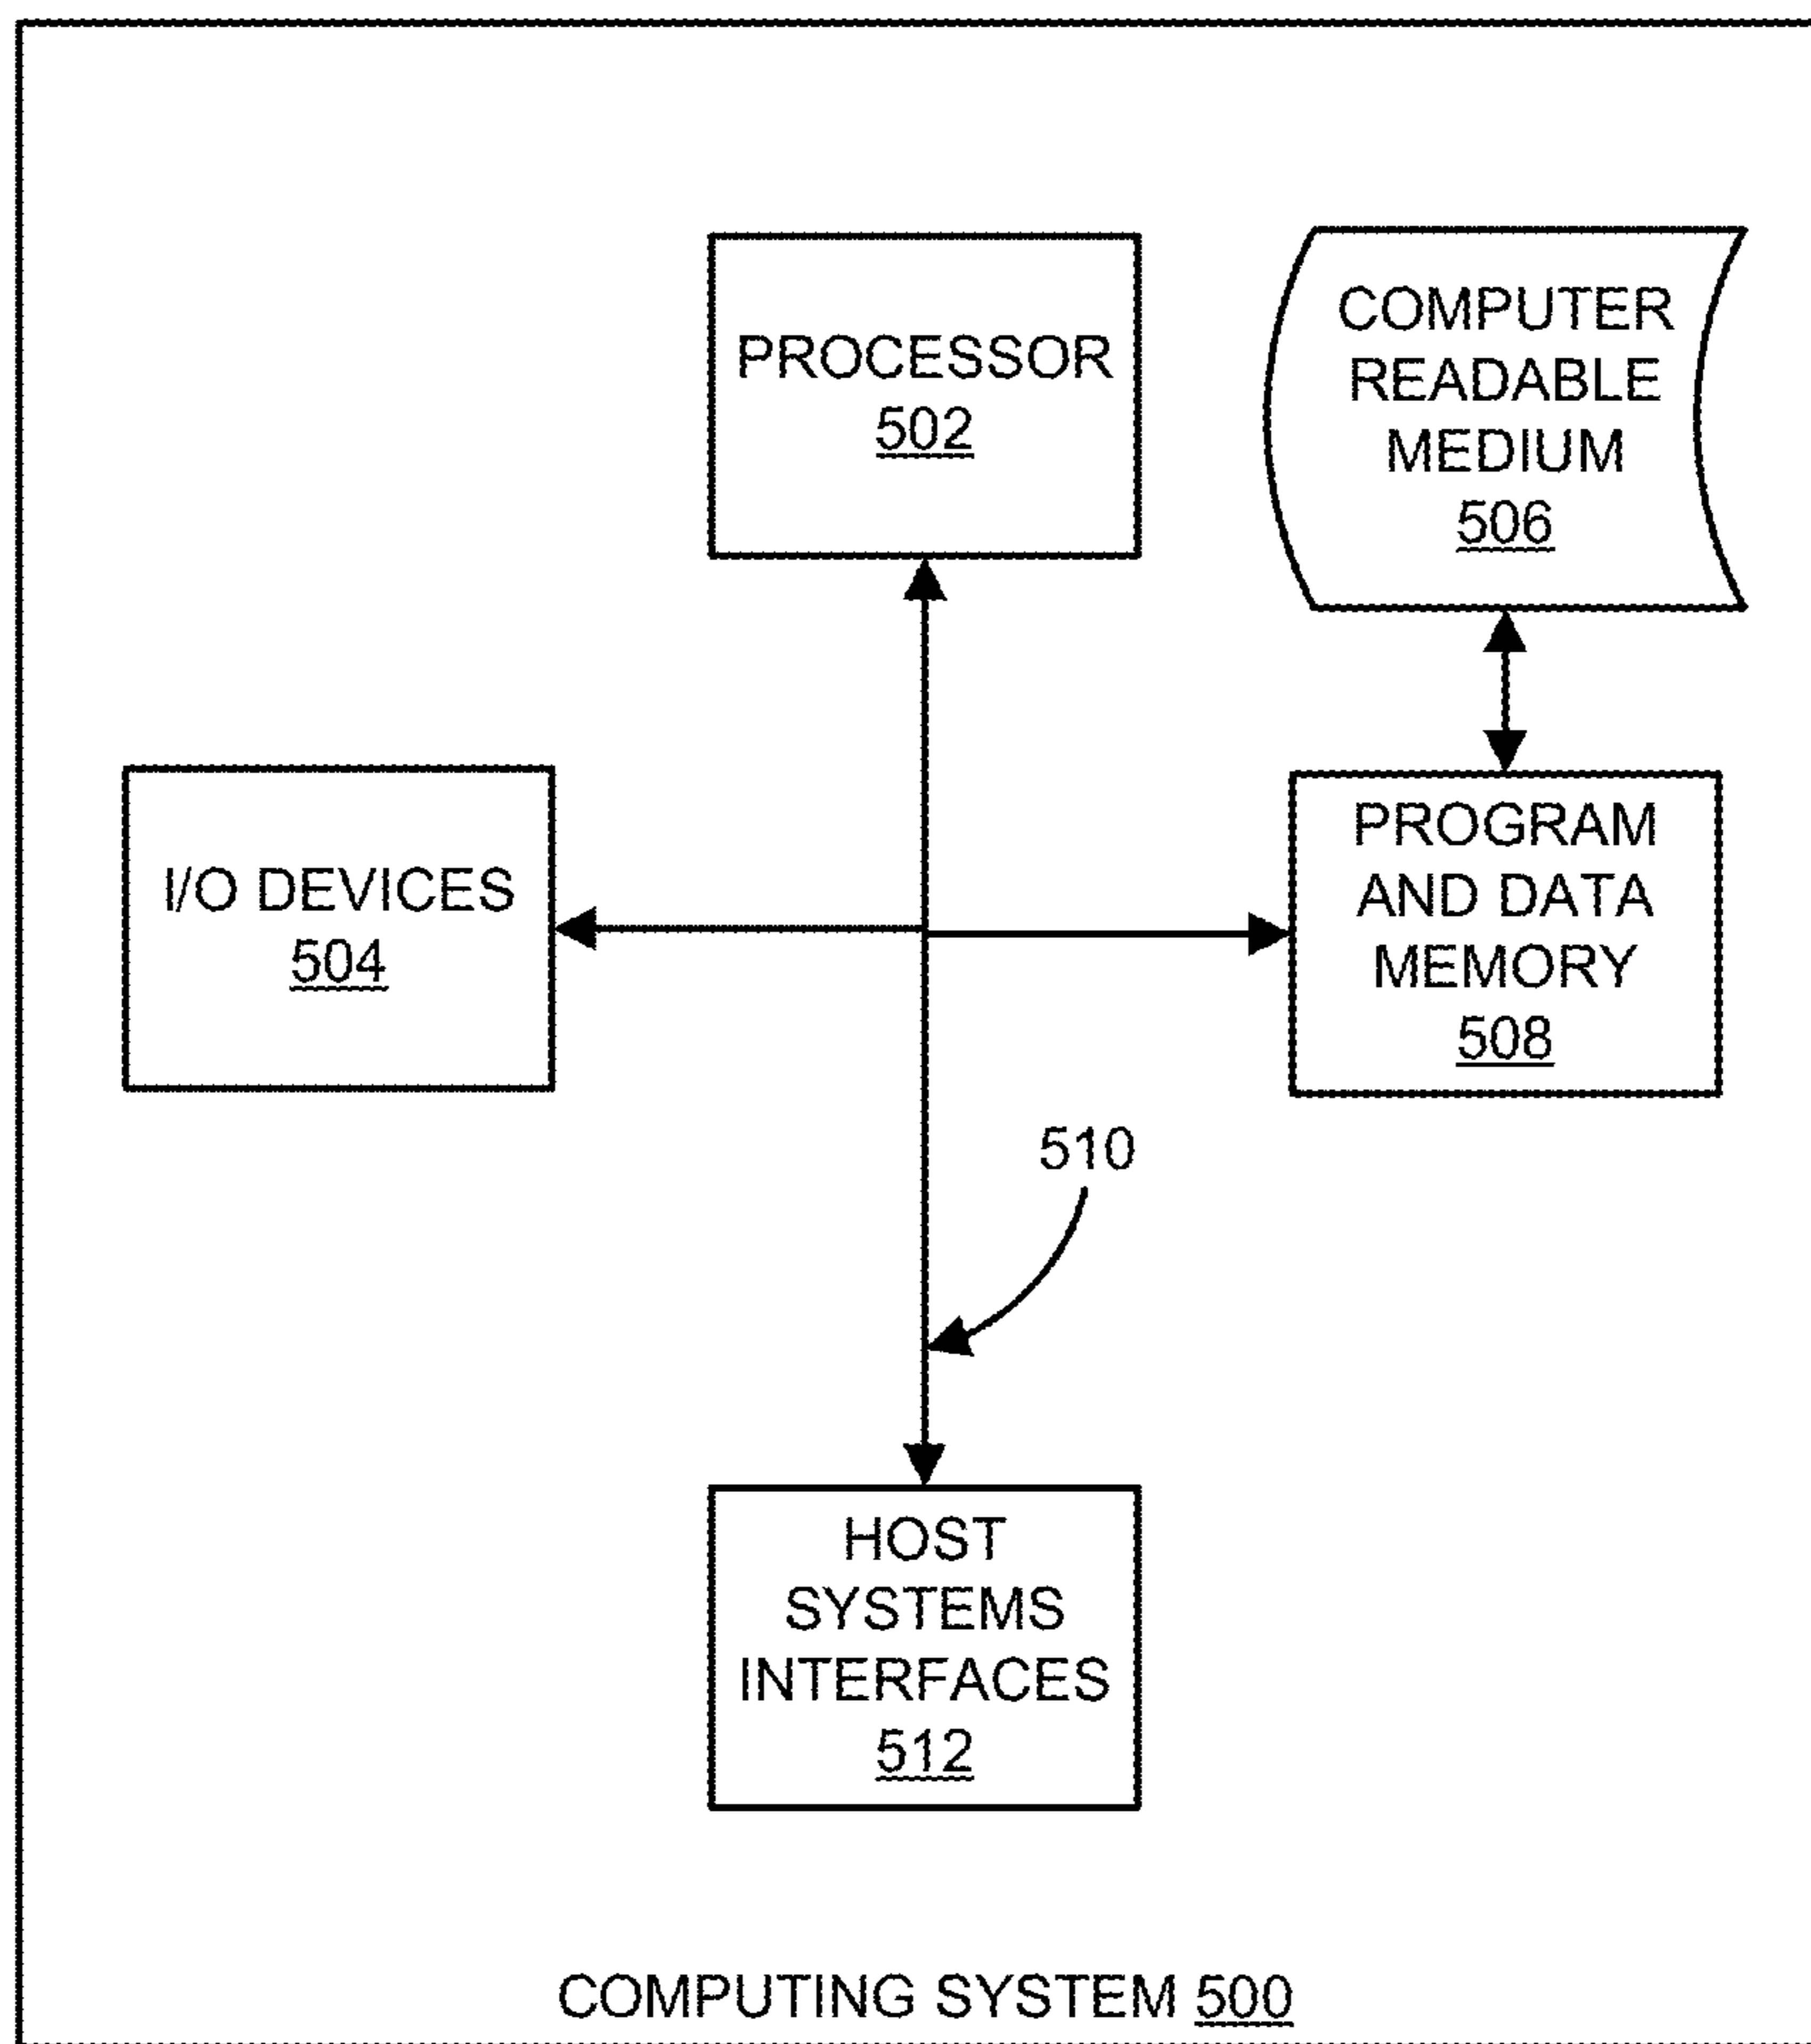 PROCESSOR
502
COMPUTER
READABLE
MEDIUM
506
I/O DEVICES
504
PROGRAM
AND DATA
MEMORY
508
510
HOST
SYSTEMS
INTERFACES
512
COMPUTING SYSTEM 500